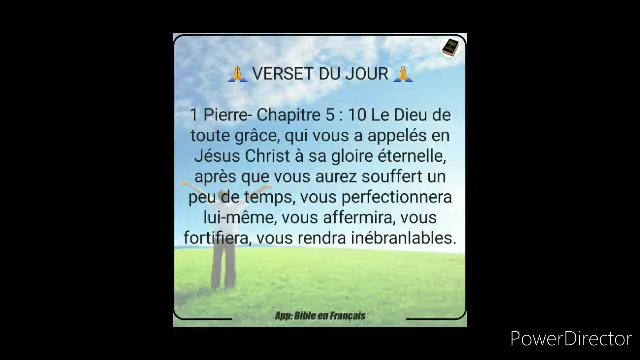 🙏 VERSET DU JOUR 🙏
1 Pierre- Chapitre 5 : 10 Le Dieu de
toute grâce, qui vous a appelés en
Jésus Christ à sa gloire éternelle,
après que vous aurez souffert un
peu de temps, vous perfectionnera
lui-même, vous affermira, vous
fortifiera, vous rendra inébranlables.
App: Bible en Français
PowerDirector